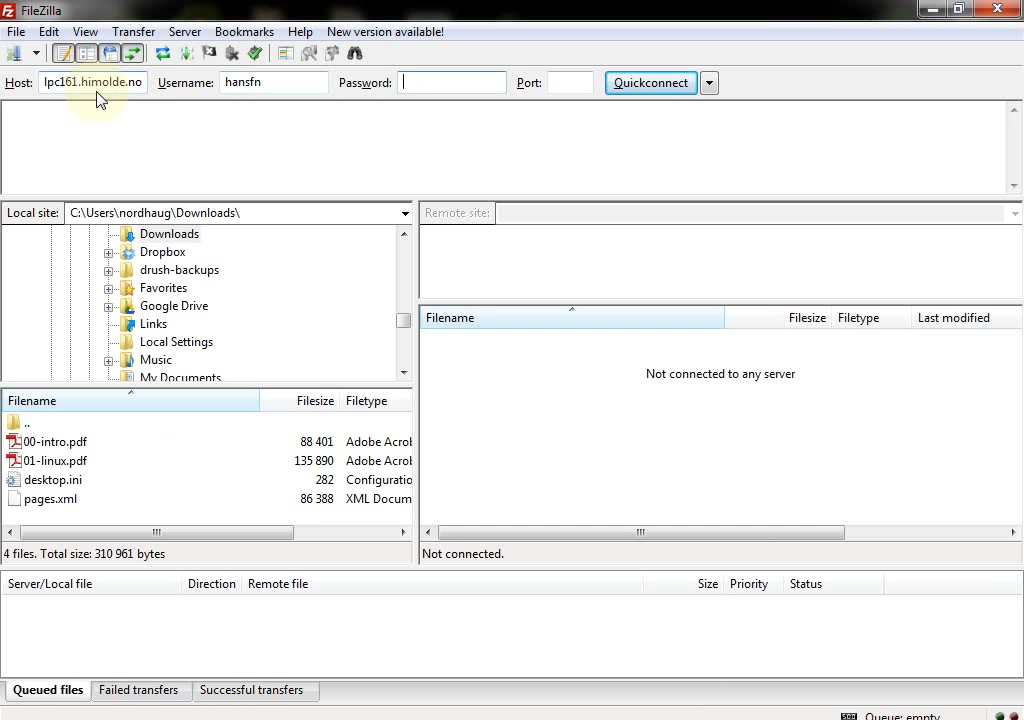 FileZilla
File Edit View Transfer Server Bookmarks Help New version available!
Host: lpc161.himolde.no Username: hansfn Password: Port: Quickconnect
Local site: C:\Users\nordhaug\Downloads\ Remote site:
Downloads
Dropbox
drush-backups
Favorites
Google Drive
Links
Local Settings
Music
My Documents
Filename Filesize Filetype
..
00-intro.pdf 88 401 Adobe Acrob
01-linux.pdf 135 890 Adobe Acrob
desktop.ini 282 Configuratio
pages.xml 86 388 XML Docum
4 files. Total size: 310 961 bytes
Filename Filesize Filetype Last modified
Not connected to any server
Not connected.
Server/Local file Direction Remote file Size Priority Status
Queued files Failed transfers Successful transfers
Queue: empty